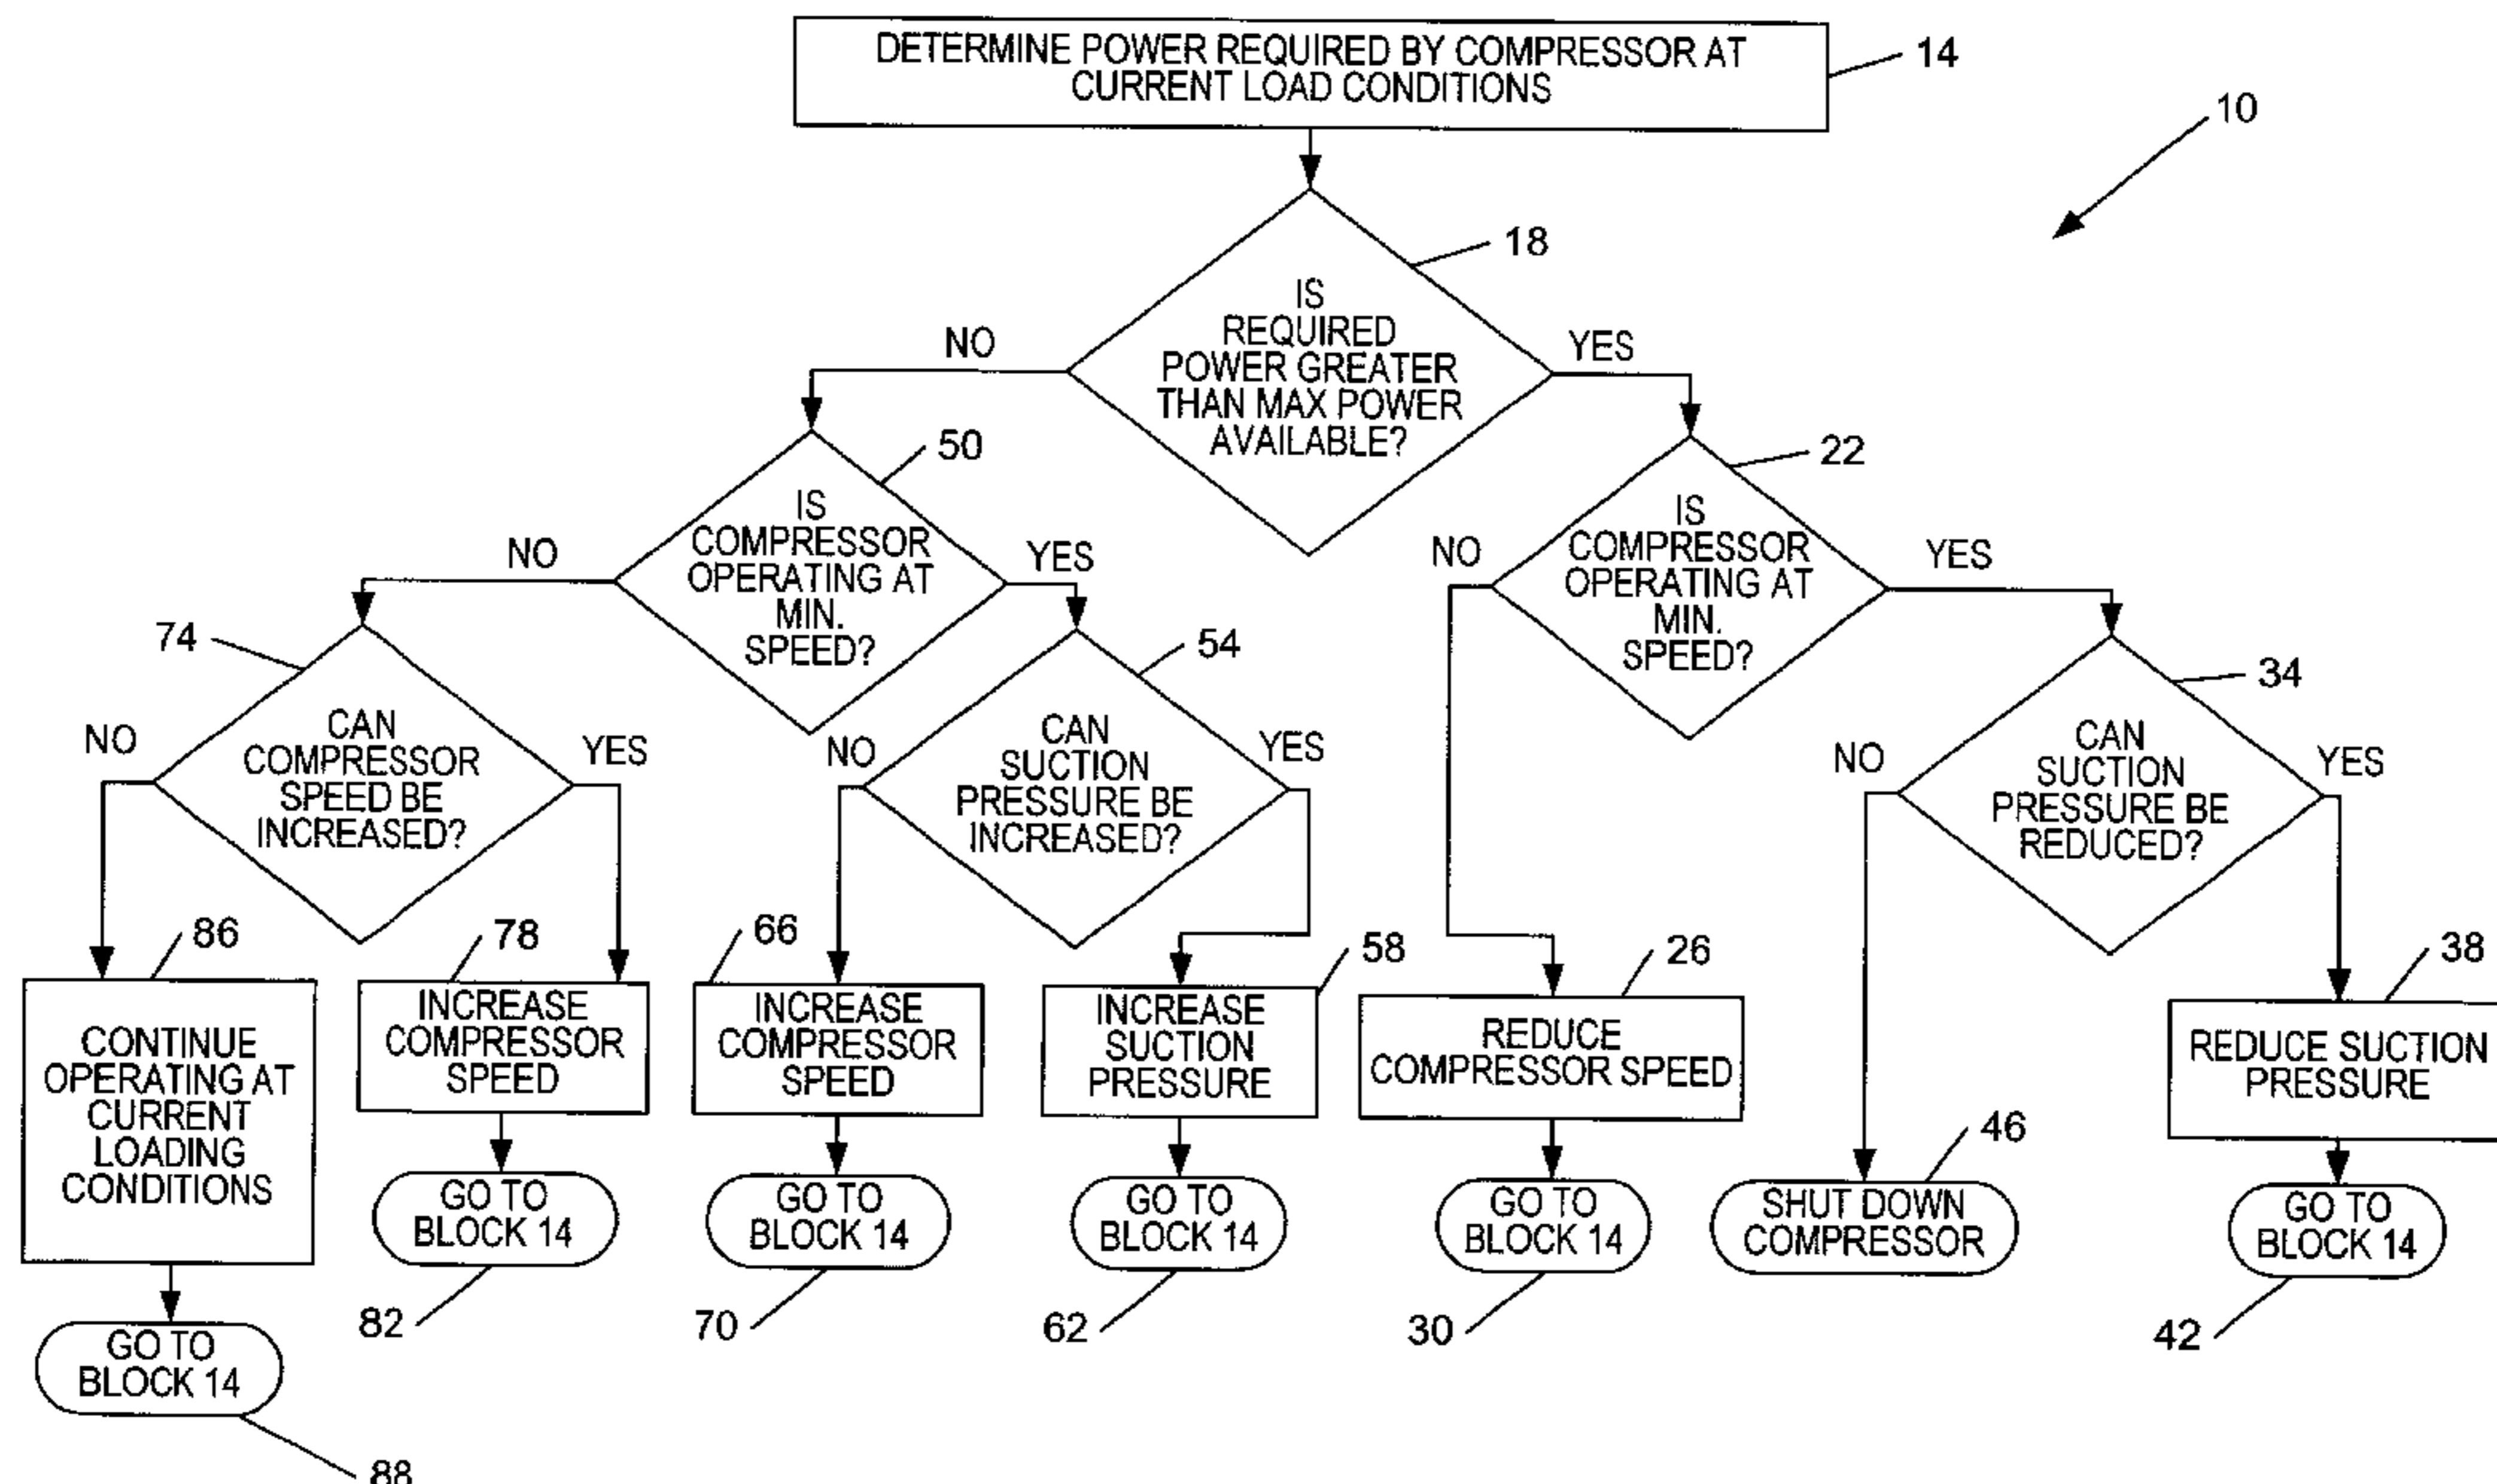 DETERMINE POWER REQUIRED BY COMPRESSOR AT
CURRENT LOAD CONDITIONS
14
10
18
IS
REQUIRED
POWER GREATER
THAN MAX POWER
AVAILABLE?
NO
YES
50
IS
COMPRESSOR
OPERATING AT
MIN.
SPEED?
NO
YES
22
IS
COMPRESSOR
OPERATING AT
MIN.
SPEED?
NO
YES
74
CAN
COMPRESSOR
SPEED BE
INCREASED?
NO
YES
54
CAN
SUCTION
PRESSURE BE
INCREASED?
NO
YES
34
CAN
SUCTION
PRESSURE BE
REDUCED?
NO
YES
86
CONTINUE
OPERATING AT
CURRENT
LOADING
CONDITIONS
78
INCREASE
COMPRESSOR
SPEED
66
INCREASE
COMPRESSOR
SPEED
58
INCREASE
SUCTION
PRESSURE
26
REDUCE
COMPRESSOR SPEED
38
REDUCE SUCTION
PRESSURE
46
SHUT DOWN
COMPRESSOR
GO TO
BLOCK 14
82
GO TO
BLOCK 14
70
GO TO
BLOCK 14
62
GO TO
BLOCK 14
30
GO TO
BLOCK 14
42
GO TO
BLOCK 14
88